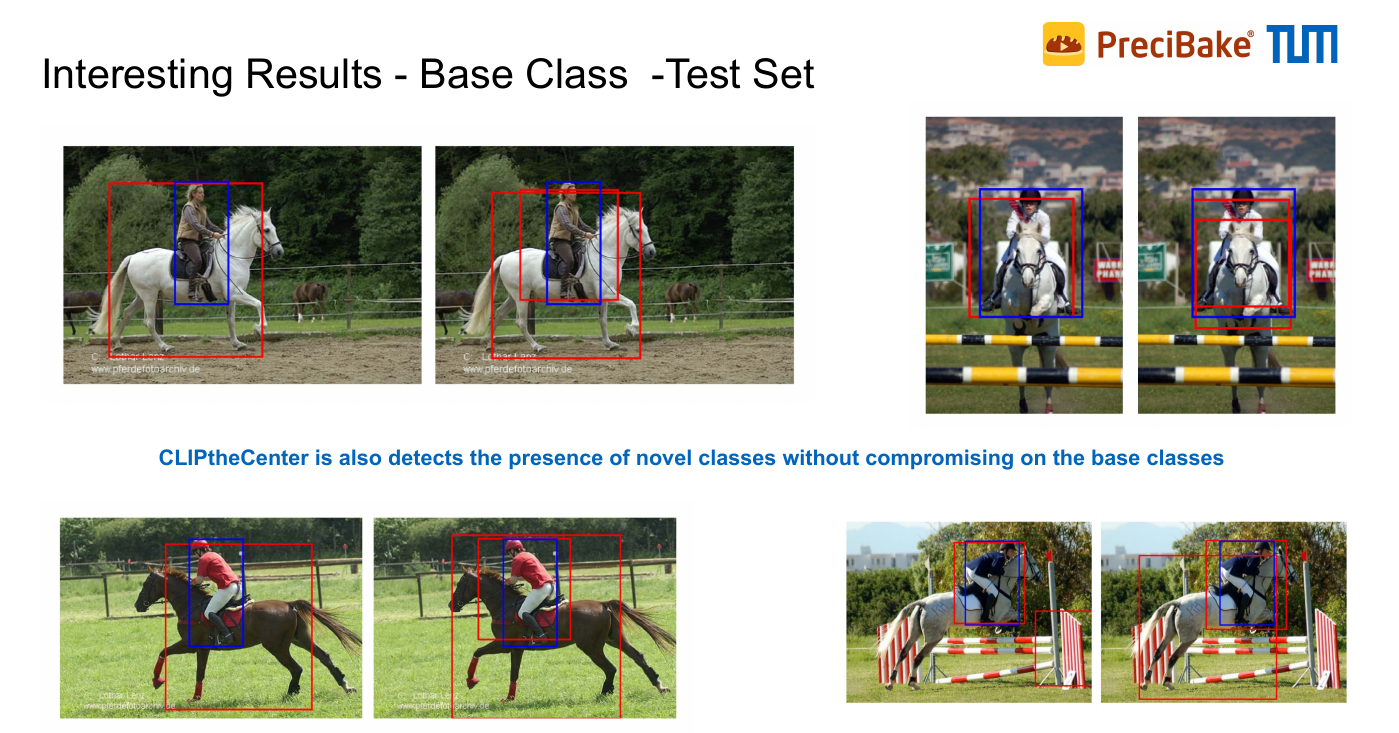 PreciBake® TUM
Interesting Results - Base Class -Test Set
C Lothar Lenz
www.pferdefotoarchiv.de
C Lothar Lenz
www.pferdefotoarchiv.de
CLIPtheCenter is also detects the presence of novel classes without compromising on the base classes
C Lothar Lenz
www.pferdefotoarchiv.de
C Lothar Lenz
www.pferdefotoarchiv.de